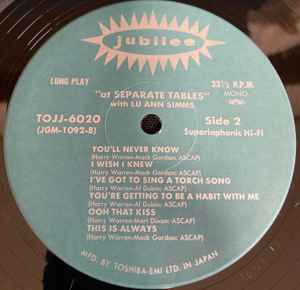 jubilee
LONG PLAY
33⅓ R.P.M.
MONO
"at SEPARATE TABLES"
with LU ANN SIMMS
TOJJ-6020
(JGM-1092-B)
Side 2
Superlaphonic Hi-Fi
YOU'LL NEVER KNOW
(Harry Warren-Mack Gordon: ASCAP)
I WISH I KNEW
(Harry Warren-Mack Gordon: ASCAP)
I'VE GOT TO SING A TORCH SONG
(Harry Warren-Al Dubin: ASCAP)
YOU'RE GETTING TO BE A HABIT WITH ME
(Harry Warren-Al Dubin: ASCAP)
OOH THAT KISS
(Harry Warren-Mort Dixon: ASCAP)
THIS IS ALWAYS
(Harry Warren-Mack Gordon: ASCAP)
MFD. BY TOSHIBA-EMI LTD. IN JAPAN